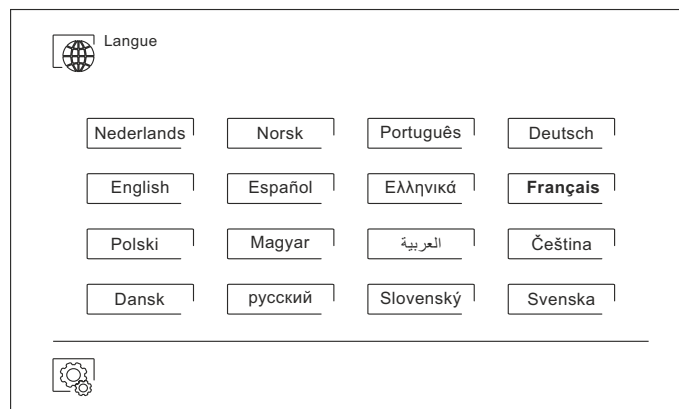 Langue
Nederlands Norsk Português Deutsch
English Español Ελληνικά Français
Polski Magyar العربية Čeština
Dansk русский Slovenský Svenska